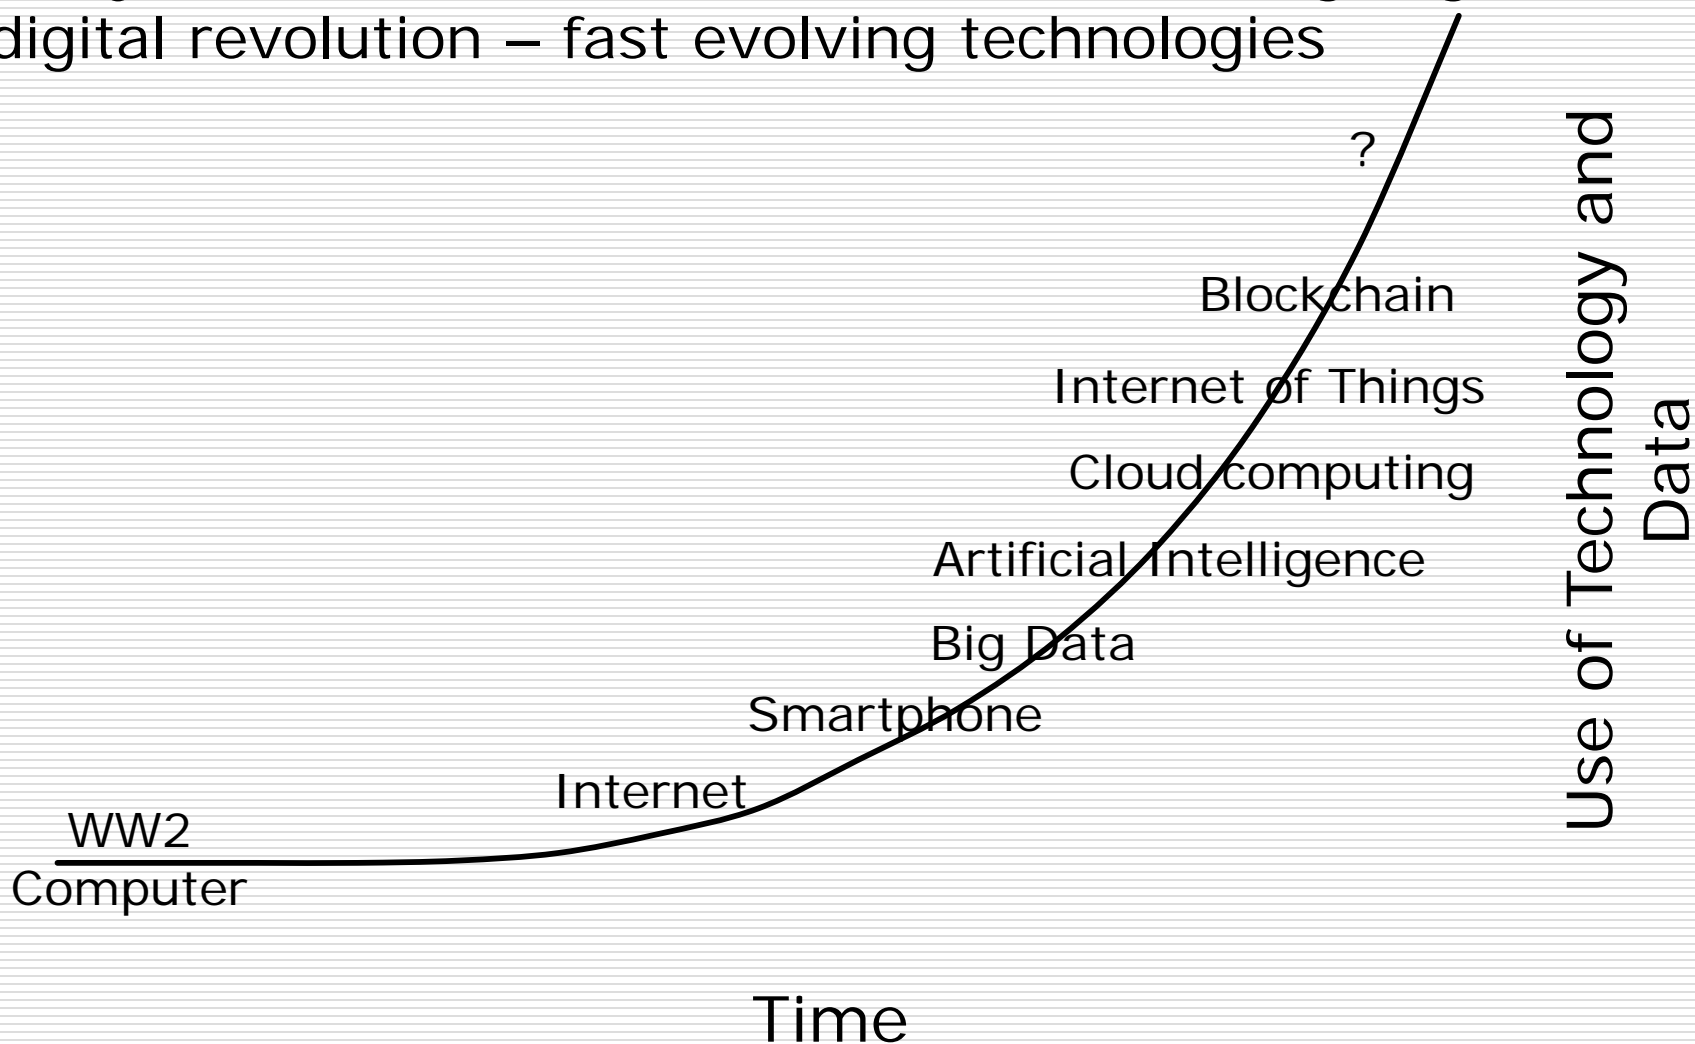 digital revolution – fast evolving technologies
?
Blockchain
Internet of Things
Cloud computing
Artificial Intelligence
Big Data
Smartphone
Internet
WW2
Computer
Use of Technology and
Data
Time